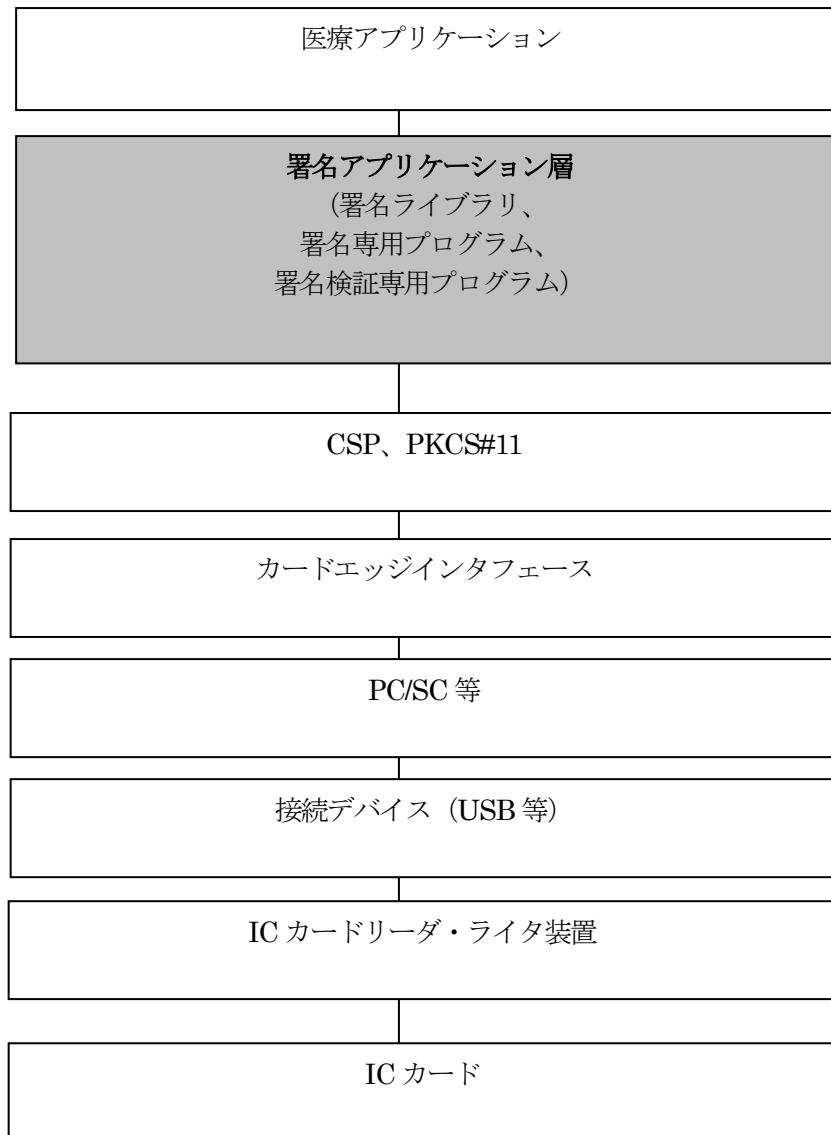 医療アプリケーション
署名アプリケーション層
（署名ライブラリ、
署名専用プログラム、
署名検証専用プログラム）
CSP、PKCS#11
カードエッジインタフェース
PC/SC 等
接続デバイス（USB 等）
IC カードリーダ・ライタ装置
IC カード